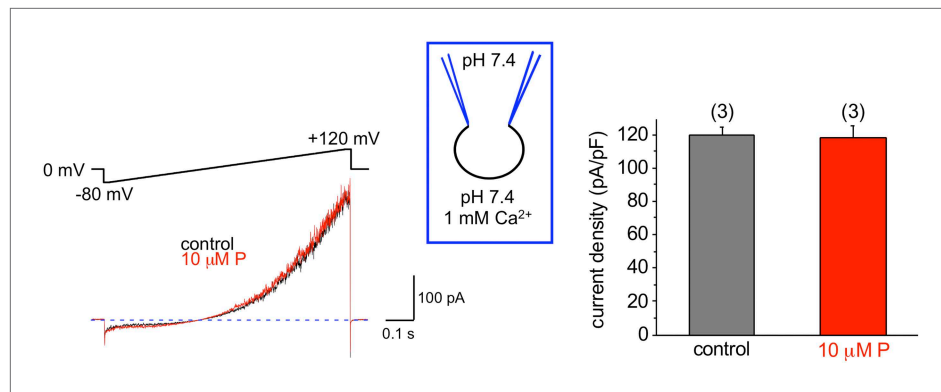 0 mV
-80 mV
+120 mV
control
10 μM P
100 pA
0.1 s
pH 7.4
pH 7.4
1 mM Ca²⁺
current density (pA/pF)
120
100
80
60
40
20
0
(3)
(3)
control
10 μM P